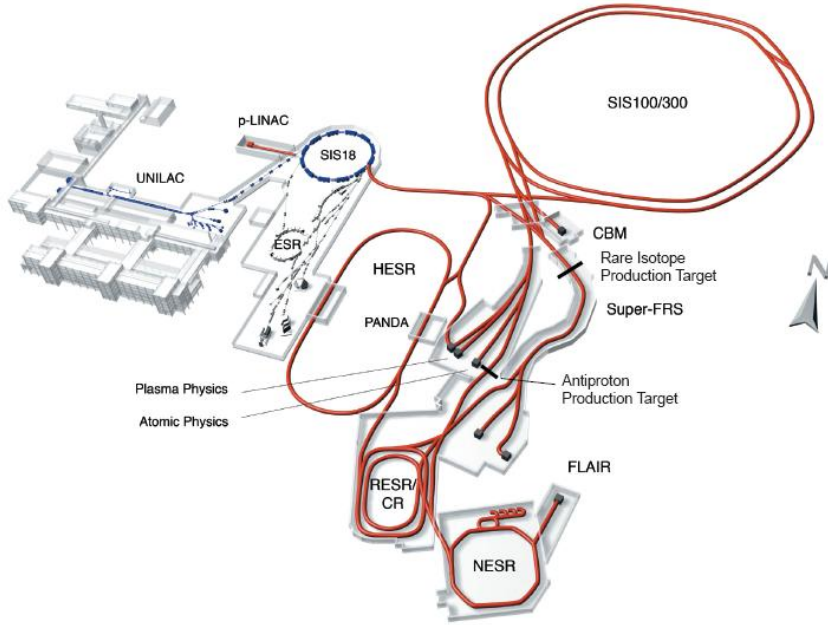 SIS100/300
p-LINAC
SIS18
UNILAC
ESR
CBM
Rare Isotope
Production Target
N
HESR
Super-FRS
PANDA
Plasma Physics
Antiproton
Production Target
Atomic Physics
FLAIR
RESR/
CR
NESR